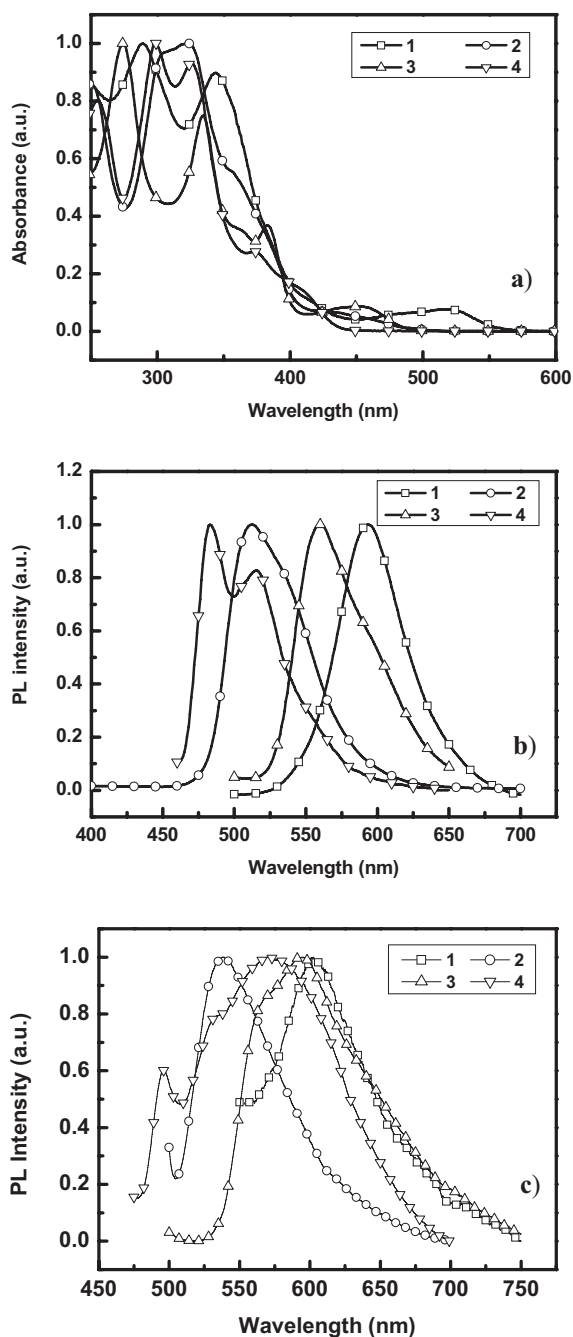 1 2
3 4
1.0
0.8
0.6
0.4
0.2
0.0
Absorbance (a.u.)
a)
300 400 500 600
Wavelength (nm)
1 2
3 4
1.2
1.0
0.8
0.6
0.4
0.2
0.0
PL intensity (a.u.)
b)
400 450 500 550 600 650 700
Wavelength (nm)
1 2
3 4
1.0
0.8
0.6
0.4
0.2
0.0
PL Intensity (a.u.)
c)
450 500 550 600 650 700 750
Wavelength (nm)